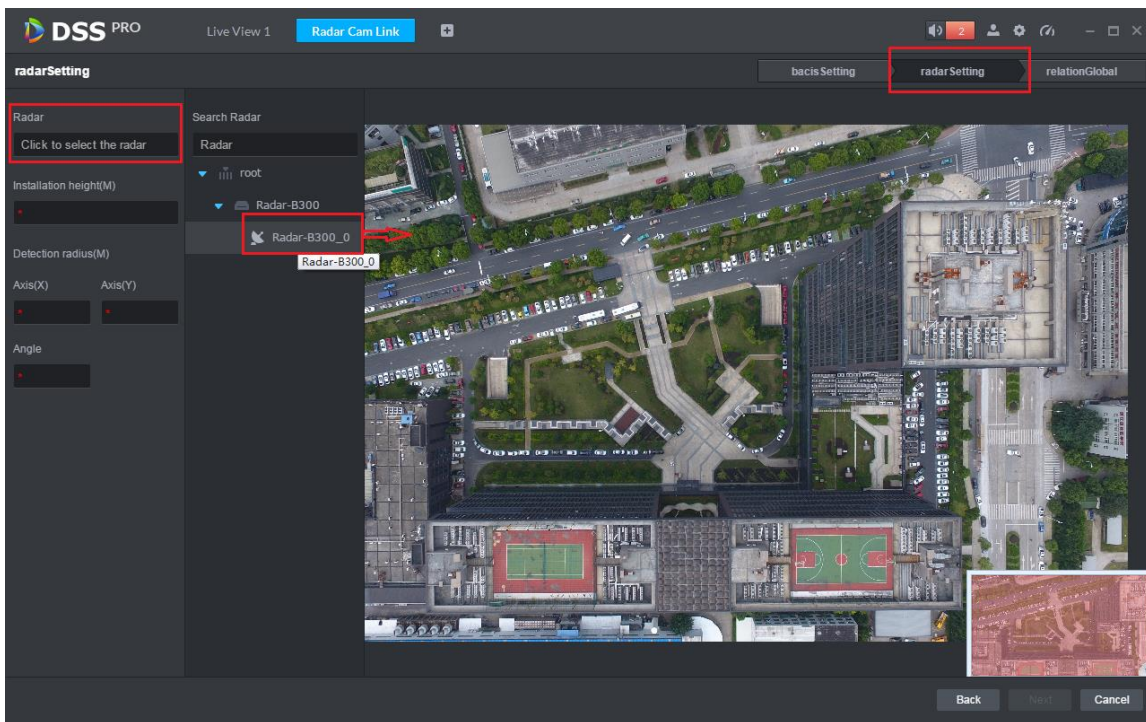 DSS PRO
Live View 1
Radar Cam Link
2
radarSetting
bacisSetting
radarSetting
relationGlobal
Radar
Click to select the radar
Installation height(M)
*
Detection radius(M)
Axis(X) Axis(Y)
* *
Angle
*
Search Radar
Radar
root
Radar-B300
Radar-B300_0
Radar-B300_0
Back
Next
Cancel